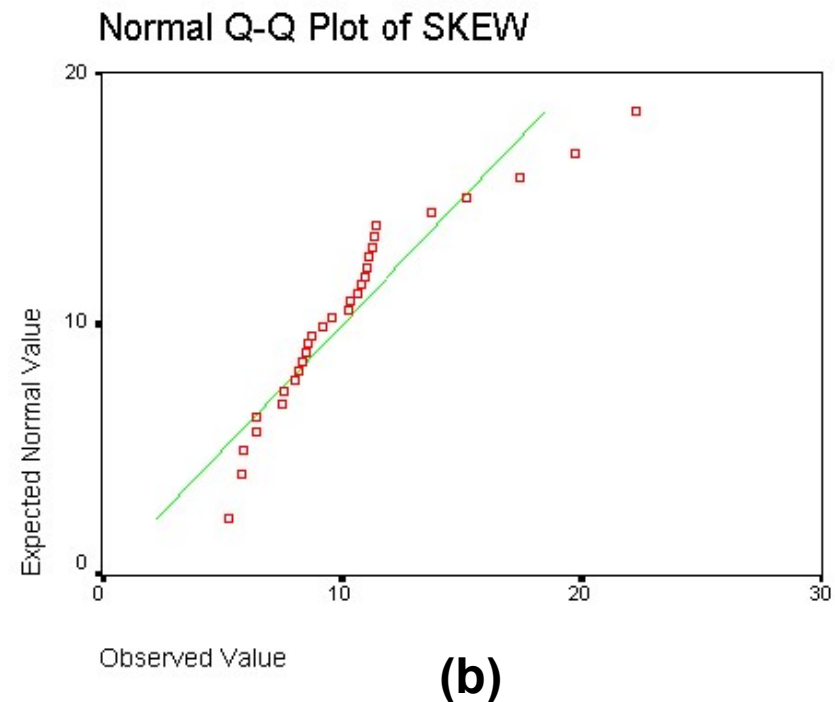 Normal Q-Q Plot of SKEW
20
10
0
Expected Normal Value
0 10 20 30
Observed Value
(b)